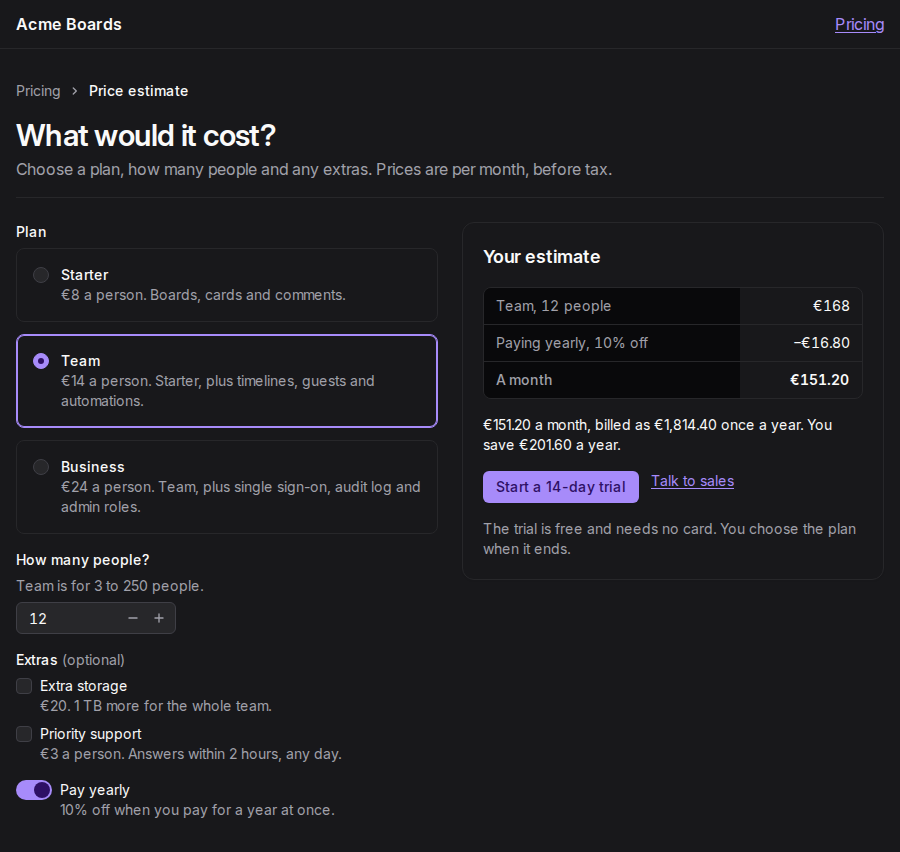 Acme Boards
Pricing
Pricing > Price estimate
What would it cost?
Choose a plan, how many people and any extras. Prices are per month, before tax.
Plan
Starter
€8 a person. Boards, cards and comments.
Team
€14 a person. Starter, plus timelines, guests and
automations.
Business
€24 a person. Team, plus single sign-on, audit log and
admin roles.
How many people?
Team is for 3 to 250 people.
12
Extras (optional)
Extra storage
€20. 1 TB more for the whole team.
Priority support
€3 a person. Answers within 2 hours, any day.
Pay yearly
10% off when you pay for a year at once.
Your estimate
Team, 12 people €168
Paying yearly, 10% off −€16.80
A month €151.20
€151.20 a month, billed as €1,814.40 once a year. You
save €201.60 a year.
Start a 14-day trial
Talk to sales
The trial is free and needs no card. You choose the plan
when it ends.